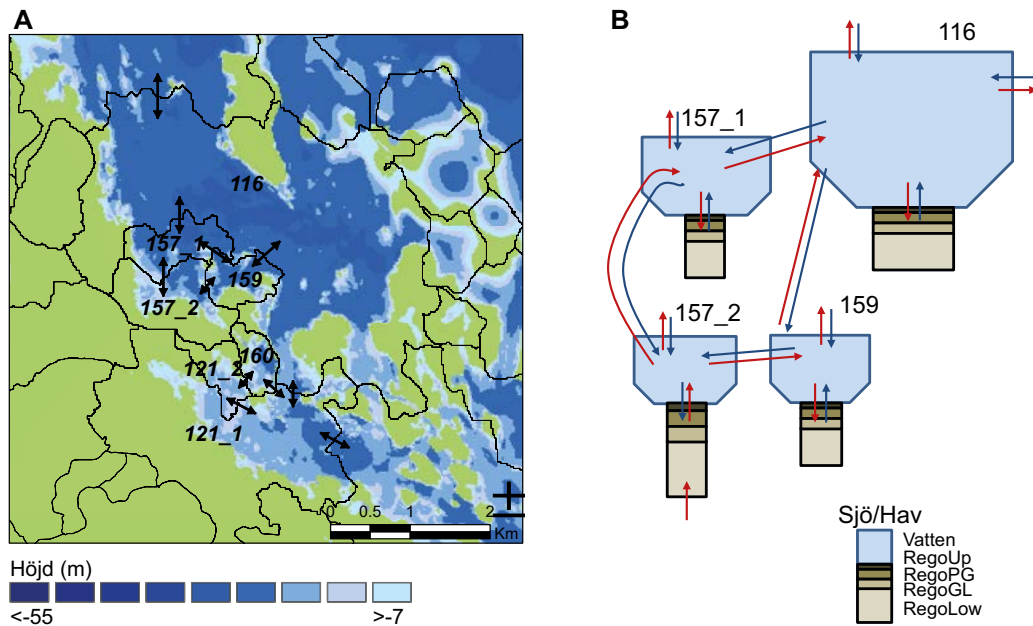 A
116
157_1
159
157_2
160
121_2
121_1
0 0.5 1 2
Km
Höjd (m)
<-55 >-7
B
116
157_1
157_2
159
Sjö/Hav
Vatten
RegoUp
RegoPG
RegoGL
RegoLow